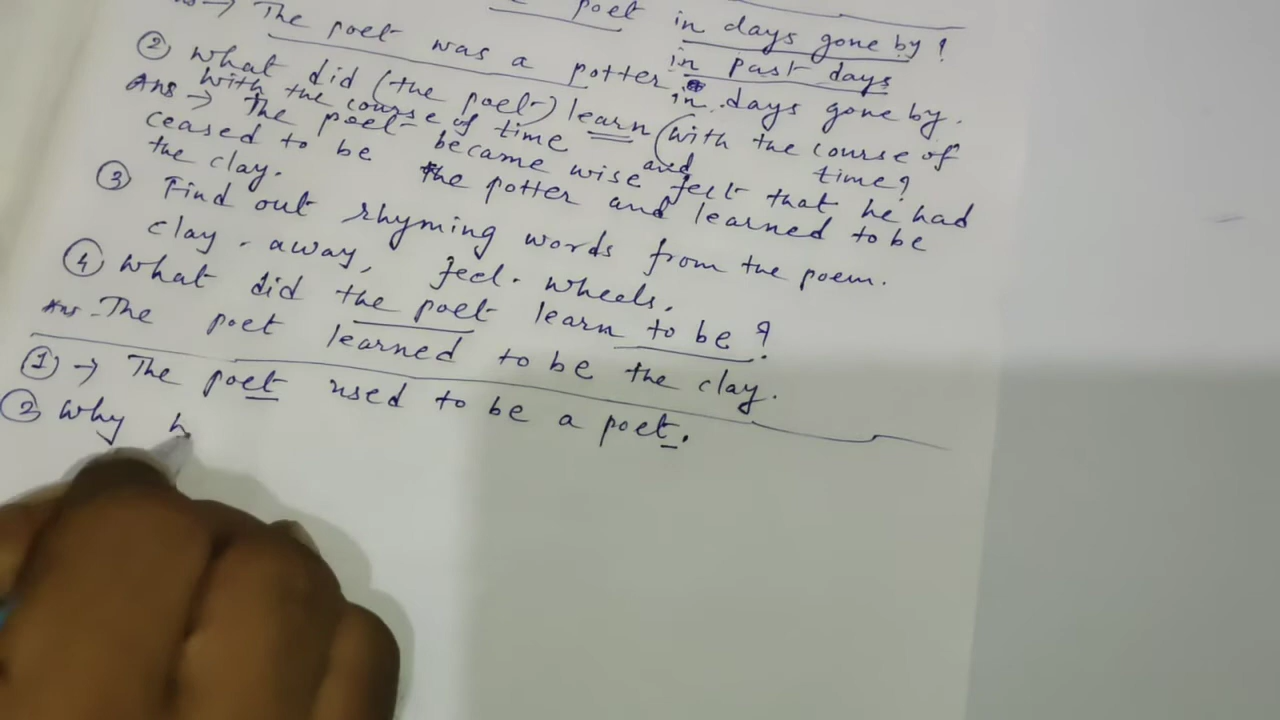 poet in days gone by?
in past days
→ The poet was a potter in days gone by.
② What did (the poet) learn (with the course of time?
With the course of time
Ans → The poet became wise and felt that he had
ceased to be the potter and learned to be
the clay.
③ Find out rhyming words from the poem.
clay - away, feel - wheels.
④ What did the poet learn to be?
Ans - The poet learned to be the clay.
① → The poet used to be a poet.
② Why h